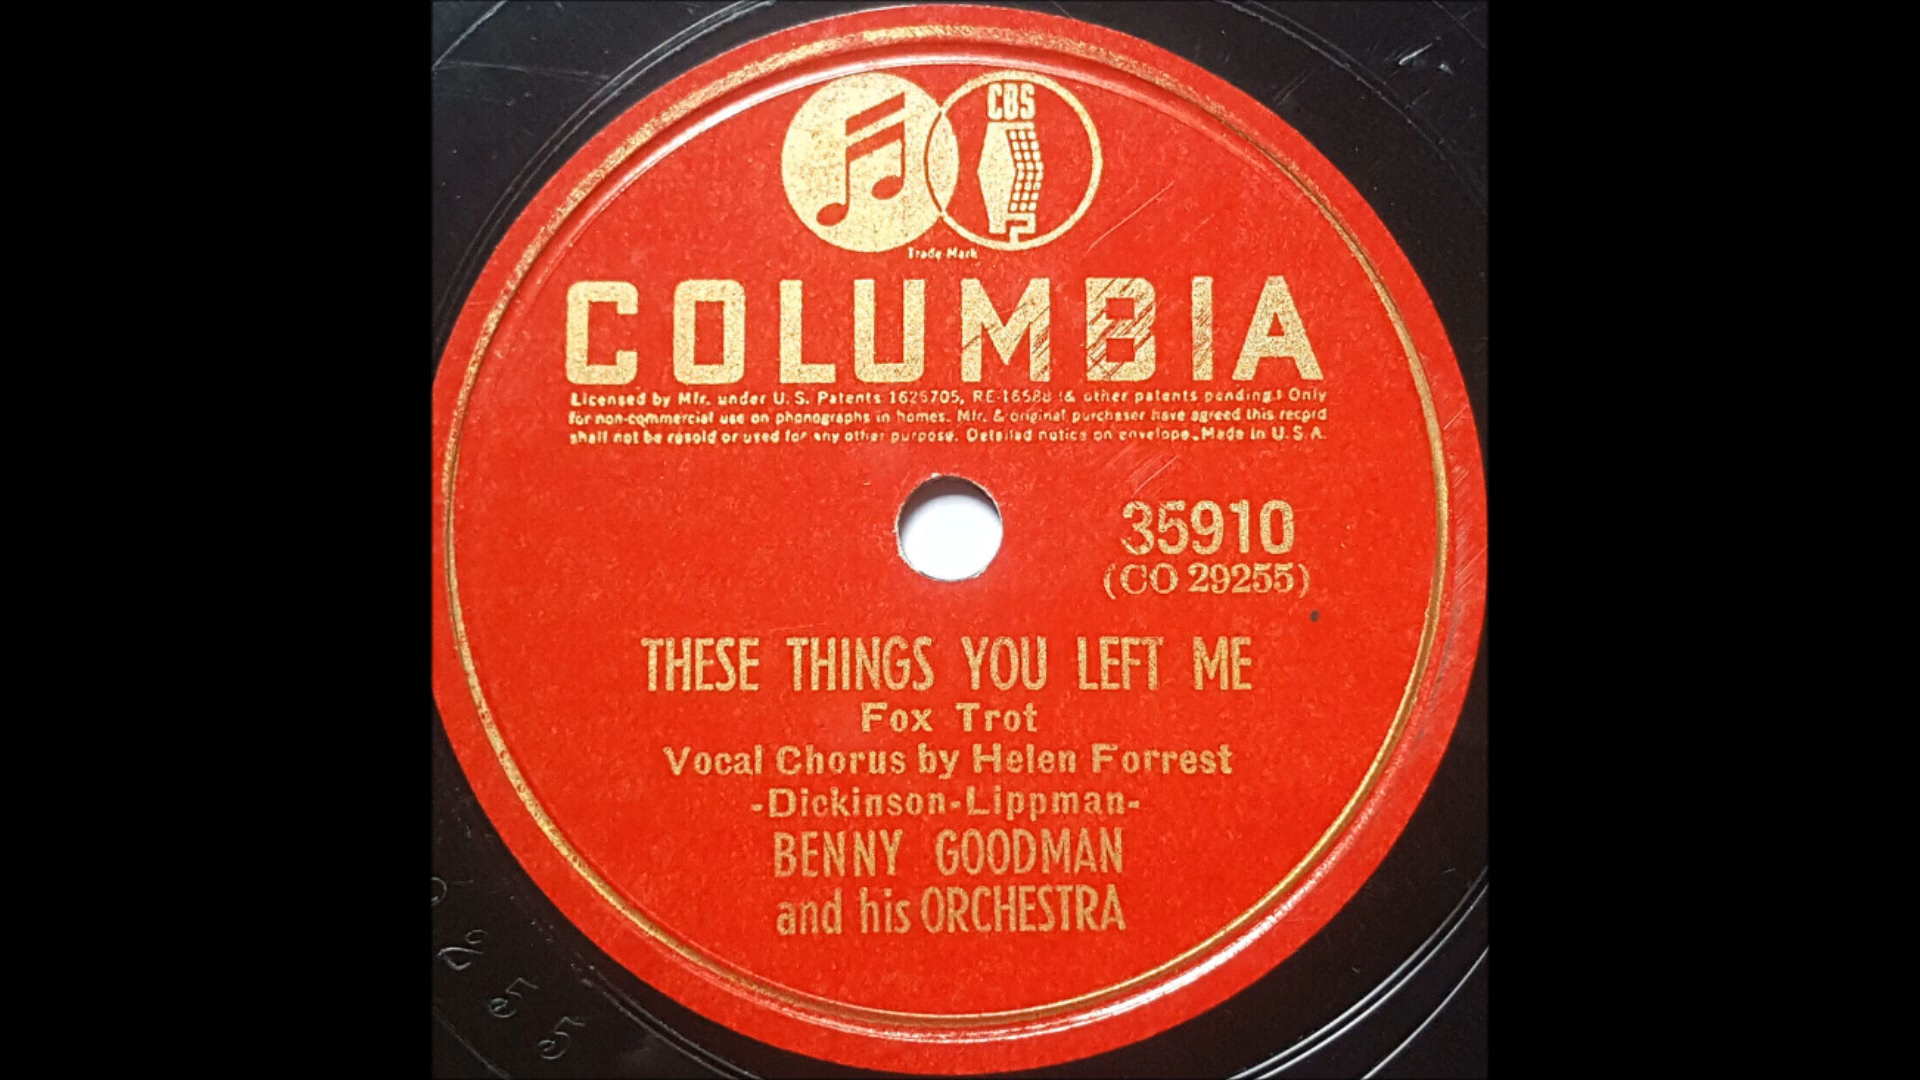 CBS
Trade Mark
COLUMBIA
Licensed by Mfr. under U. S. Patents 1625705, RE-16588 (& other patents pending.) Only
for non-commercial use on phonographs in homes. Mfr. & original purchaser have agreed this record
shall not be resold or used for any other purpose. Detailed notice on envelope. Made in U. S. A.
35910
(CO 29255)
THESE THINGS YOU LEFT ME
Fox Trot
Vocal Chorus by Helen Forrest
-Dickinson-Lippman-
BENNY GOODMAN
and his ORCHESTRA
255